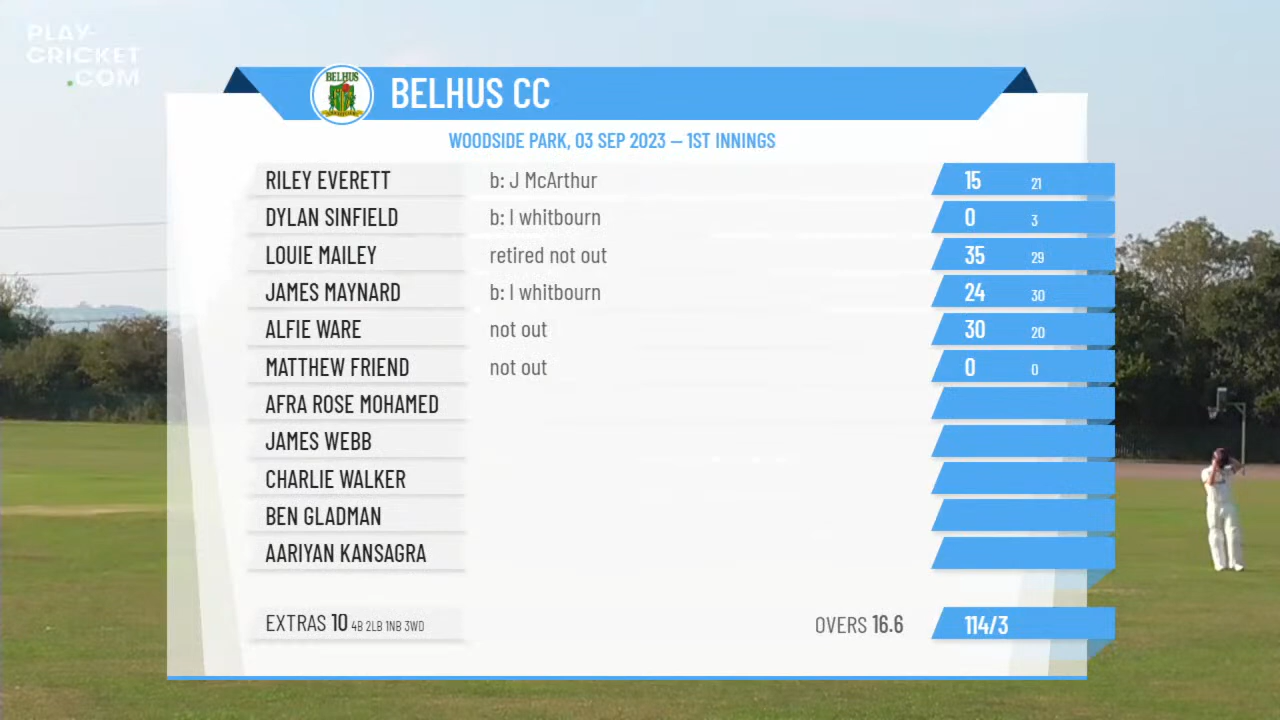 PLAY-
CRICKET
.COM
BELHUS
BELHUS CC
WOODSIDE PARK, 03 SEP 2023 – 1ST INNINGS
RILEY EVERETT b: J McArthur 15 21
DYLAN SINFIELD b: I whitbourn 0 3
LOUIE MAILEY retired not out 35 29
JAMES MAYNARD b: I whitbourn 24 30
ALFIE WARE not out 30 20
MATTHEW FRIEND not out 0 0
AFRA ROSE MOHAMED
JAMES WEBB
CHARLIE WALKER
BEN GLADMAN
AARIYAN KANSAGRA
EXTRAS 10 4B 2LB 1NB 3WD OVERS 16.6 114/3